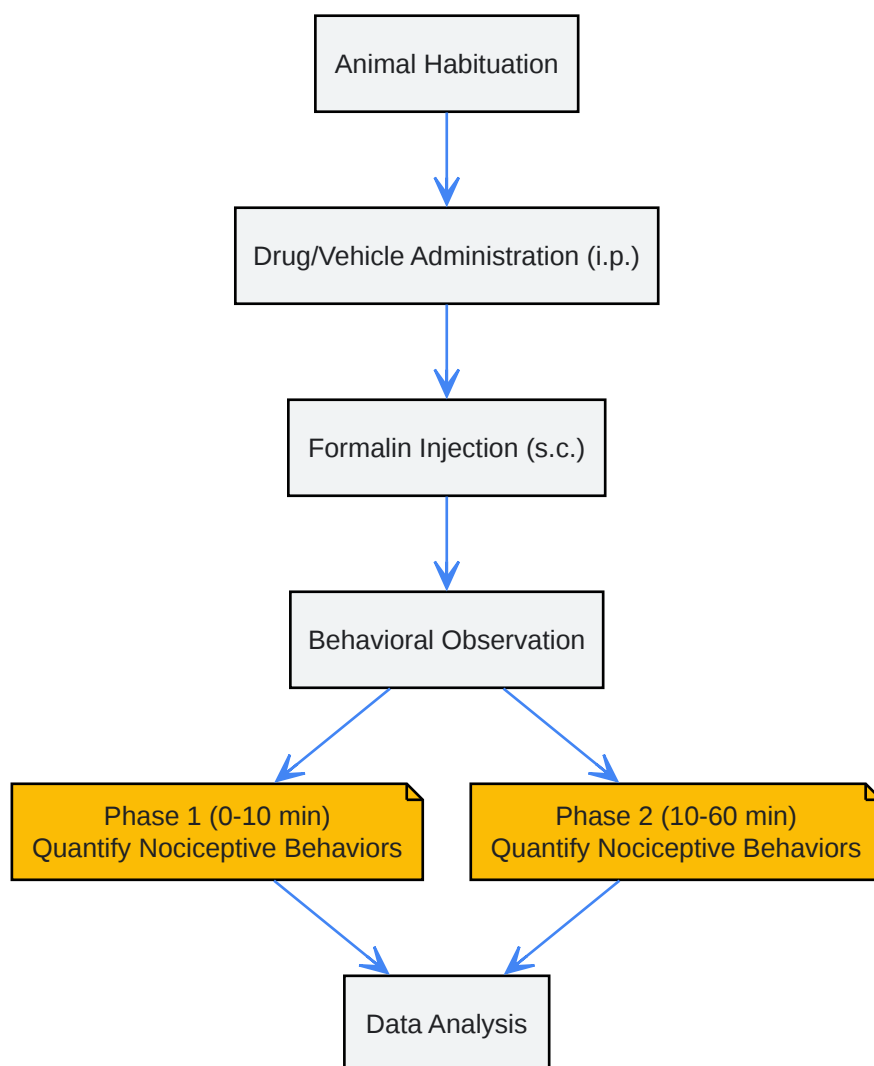 Animal Habituation
Drug/Vehicle Administration (i.p.)
Formalin Injection (s.c.)
Behavioral Observation
Phase 1 (0-10 min)
Quantify Nociceptive Behaviors
Phase 2 (10-60 min)
Quantify Nociceptive Behaviors
Data Analysis